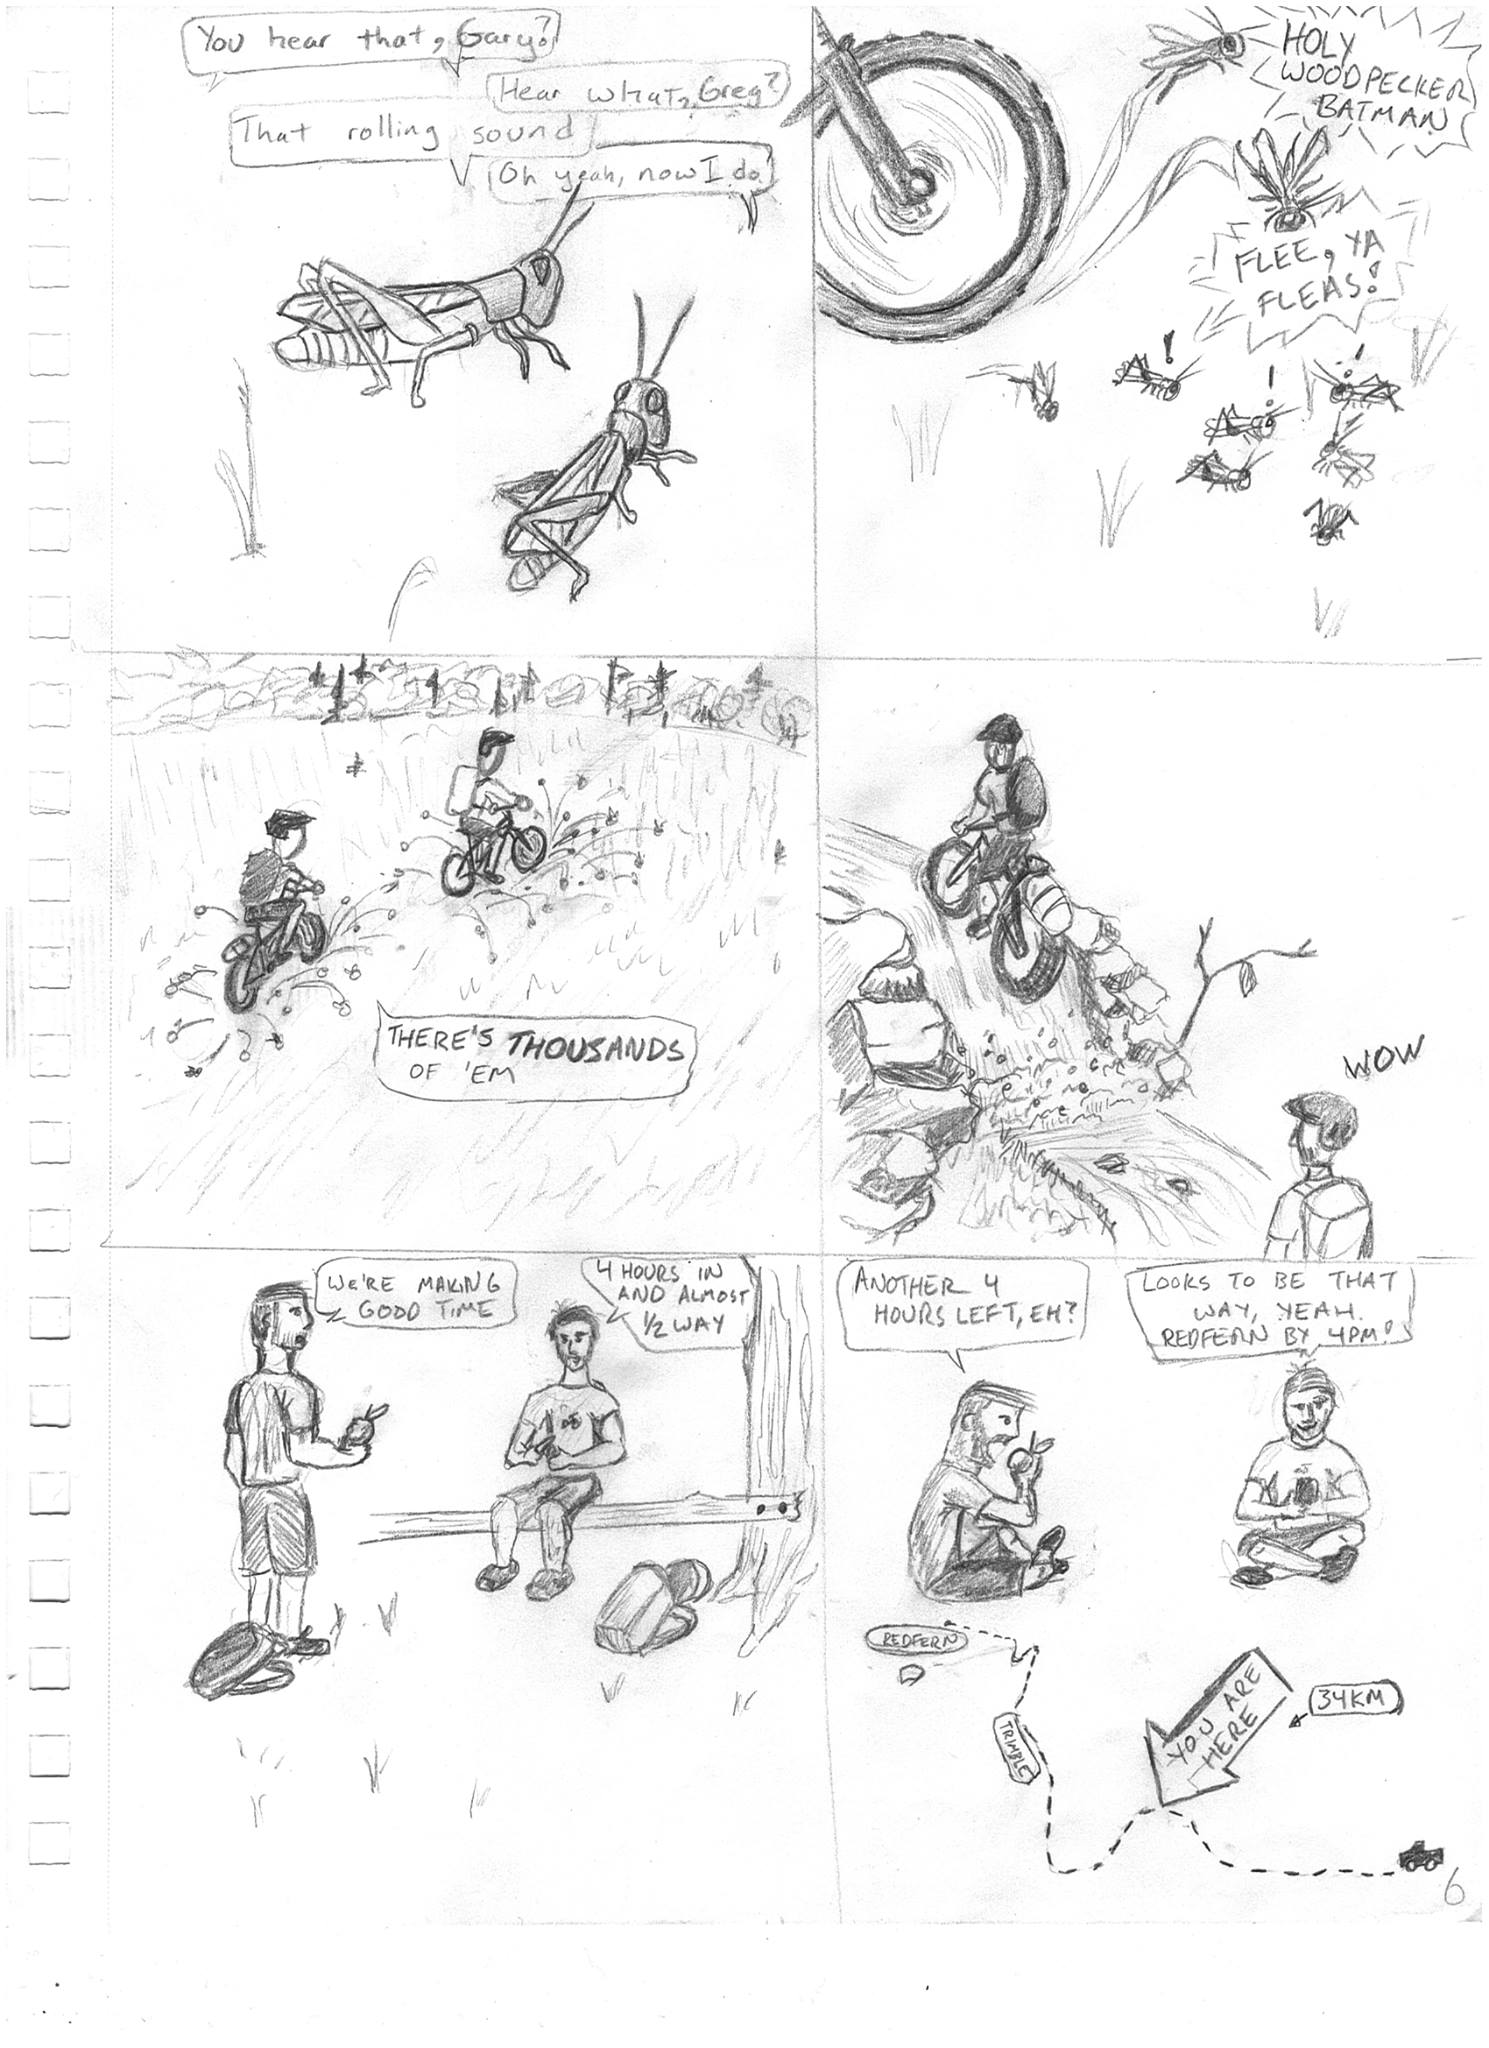 You hear that, Gary?
Hear what, Greg?
That rolling sound
Oh yeah, now I do.
HOLY
WOODPECKER
BATMAN
FLEE, YA
FLEAS!
!
!
!
THERE'S THOUSANDS
OF 'EM
WOW
WE'RE MAKING
GOOD TIME
4 HOURS IN
AND ALMOST
1/2 WAY
ANOTHER 4
HOURS LEFT, EH?
LOOKS TO BE THAT
WAY, YEAH.
REDFERN BY 4PM!
REDFERN
TRIMBLE
YOU ARE
HERE
34KM
6